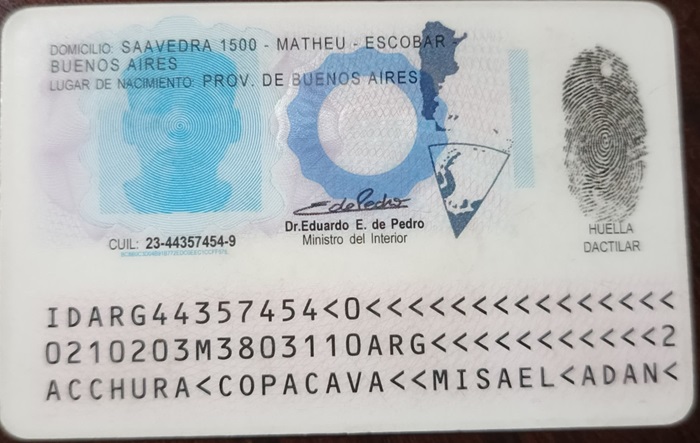 DOMICILIO: SAAVEDRA 1500 - MATHEU - ESCOBAR -
BUENOS AIRES
LUGAR DE NACIMIENTO: PROV. DE BUENOS AIRES
CUIL: 23-44357454-9
Dr.Eduardo E. de Pedro
Ministro del Interior
HUELLA
DACTILAR
IDARG44357454<0<<<<<<<<<<<<<<<
0210203M3803110ARG<<<<<<<<<<<2
ACCHURA<COPACAVA<<MISAEL<ADAN<